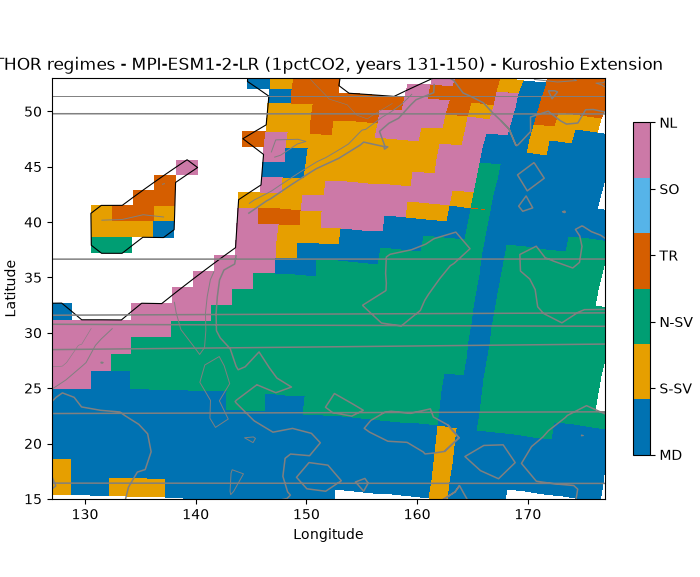 THOR regimes - MPI-ESM1-2-LR (1pctCO2, years 131-150) - Kuroshio Extension
50
45
40
35
30
25
20
15
Latitude
130
140
150
160
170
Longitude
NL
SO
TR
N-SV
S-SV
MD